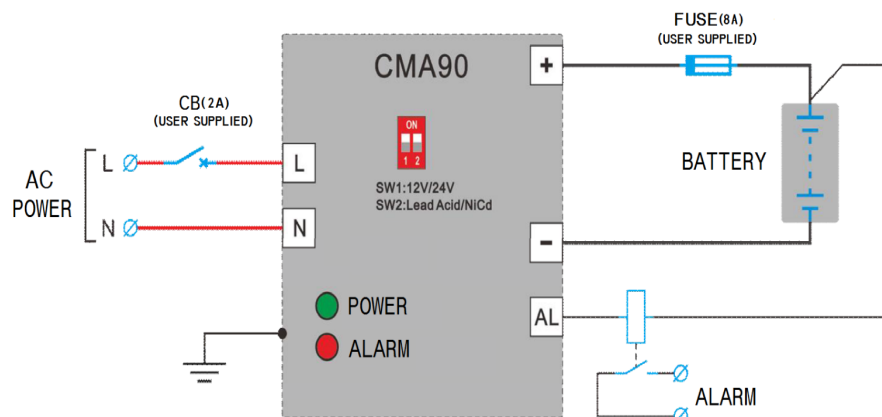 FUSE(8A)
(USER SUPPLIED)
CMA90
+
CB(2A)
(USER SUPPLIED)
ON
1 2
BATTERY
L
L
AC
POWER
SW1:12V/24V
SW2:Lead Acid/NiCd
N
N
-
POWER
AL
ALARM
ALARM